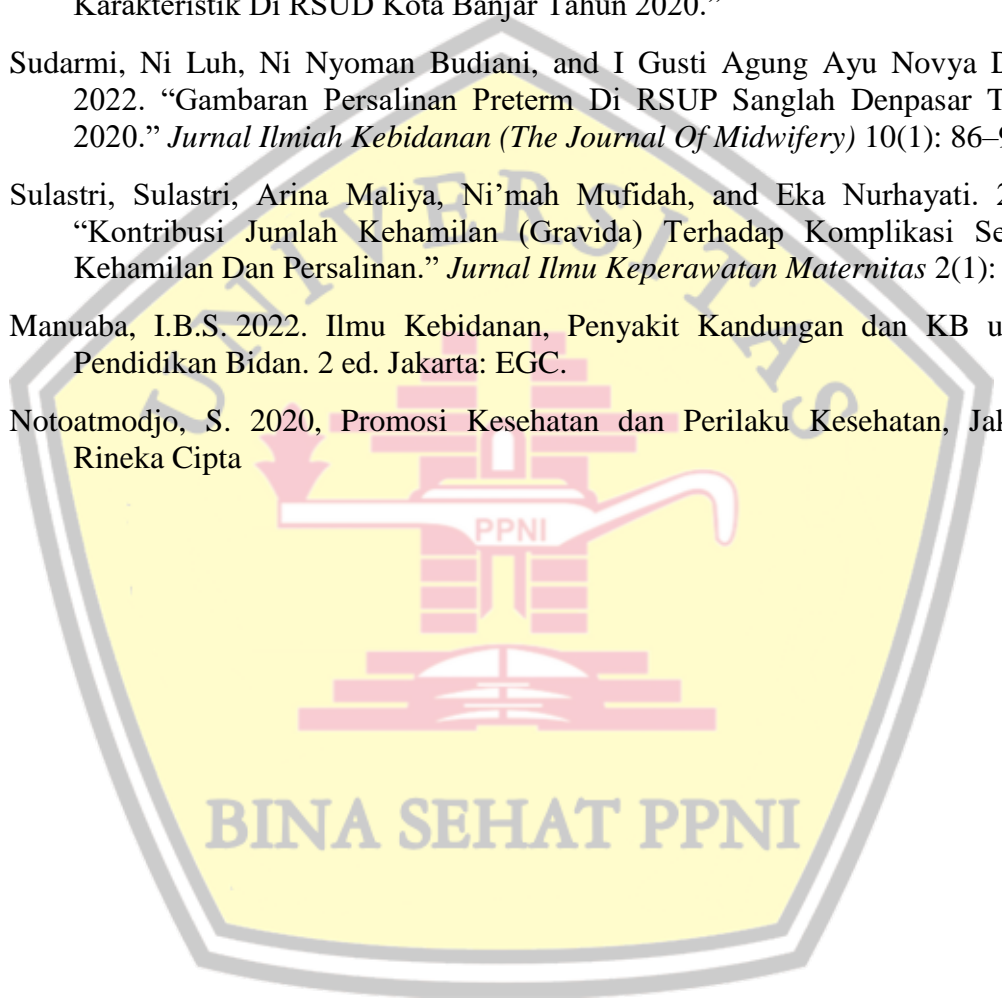 Karakteristik Di RSUD Kota Banjar Tahun 2020.”
Sudarmi, Ni Luh, Ni Nyoman Budiani, and I Gusti Agung Ayu Novya
2022. “Gambaran Persalinan Preterm Di RSUP Sanglah Denpasar
2020.” Jurnal Ilmiah Kebidanan (The Journal Of Midwifery) 10(1): 86–
Sulastri, Sulastri, Arina Maliya, Ni’mah Mufidah, and Eka Nurhayati.
“Kontribusi Jumlah Kehamilan (Gravida) Terhadap Komplikasi
Kehamilan Dan Persalinan.” Jurnal Ilmu Keperawatan Maternitas 2(1):
Manuaba, I.B.S. 2022. Ilmu Kebidanan, Penyakit Kandungan dan KB
Pendidikan Bidan. 2 ed. Jakarta: EGC.
Notoatmodjo, S. 2020, Promosi Kesehatan dan Perilaku Kesehatan,
Rineka Cipta
UNIVERSITAS
PPNI
BINA SEHAT PPNI